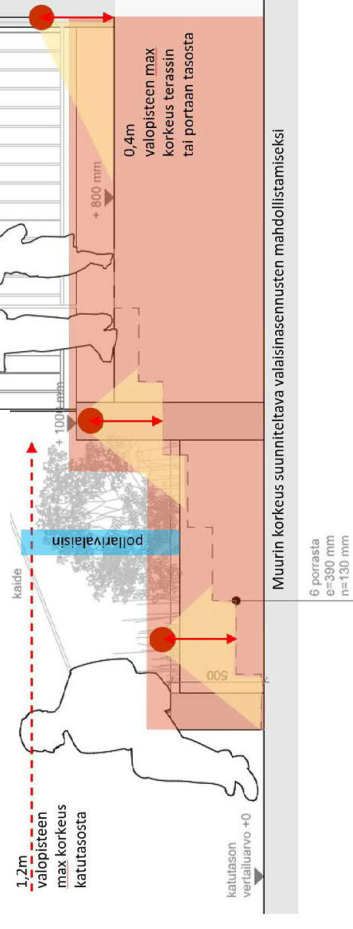 1,2m
valopisteen
max korkeus
katutasosta
kaide
pollarivalaisin
+ 1000 mm
+ 800 mm
0,4m
valopisteen max
korkeus terassin
tai portaan tasosta
500
katutason
vertailuarvo +0
Muurin korkeus suunniteltava valaisinasennusten mahdollistamiseksi
6 porrasta
e=390 mm
n=130 mm